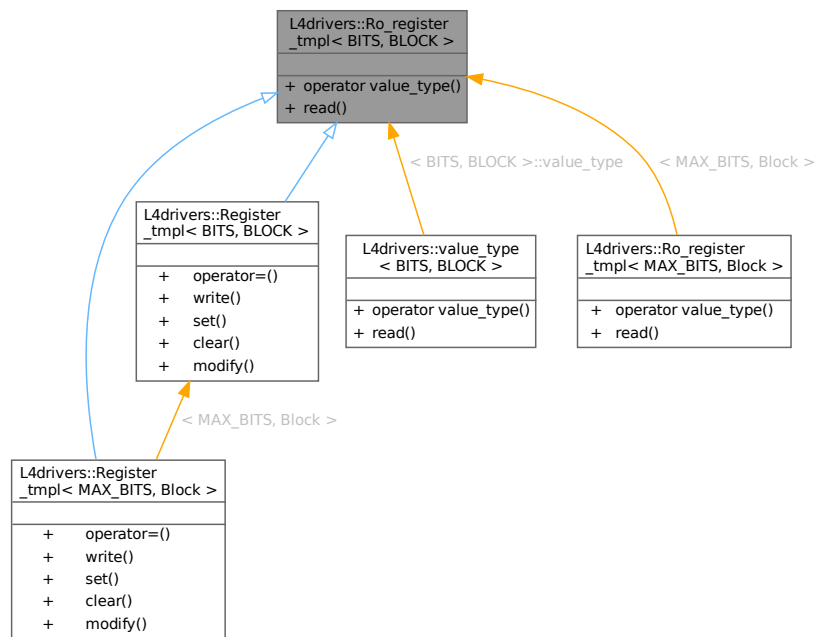 L4drivers::Ro_register
_tmpl< BITS, BLOCK >
+ operator value_type()
+ read()
< BITS, BLOCK >::value_type
< MAX_BITS, Block >
L4drivers::Register
_tmpl< BITS, BLOCK >
+ operator=()
+ write()
+ set()
+ clear()
+ modify()
L4drivers::value_type
< BITS, BLOCK >
+ operator value_type()
+ read()
L4drivers::Ro_register
_tmpl< MAX_BITS, Block >
+ operator value_type()
+ read()
< MAX_BITS, Block >
L4drivers::Register
_tmpl< MAX_BITS, Block >
+ operator=()
+ write()
+ set()
+ clear()
+ modify()